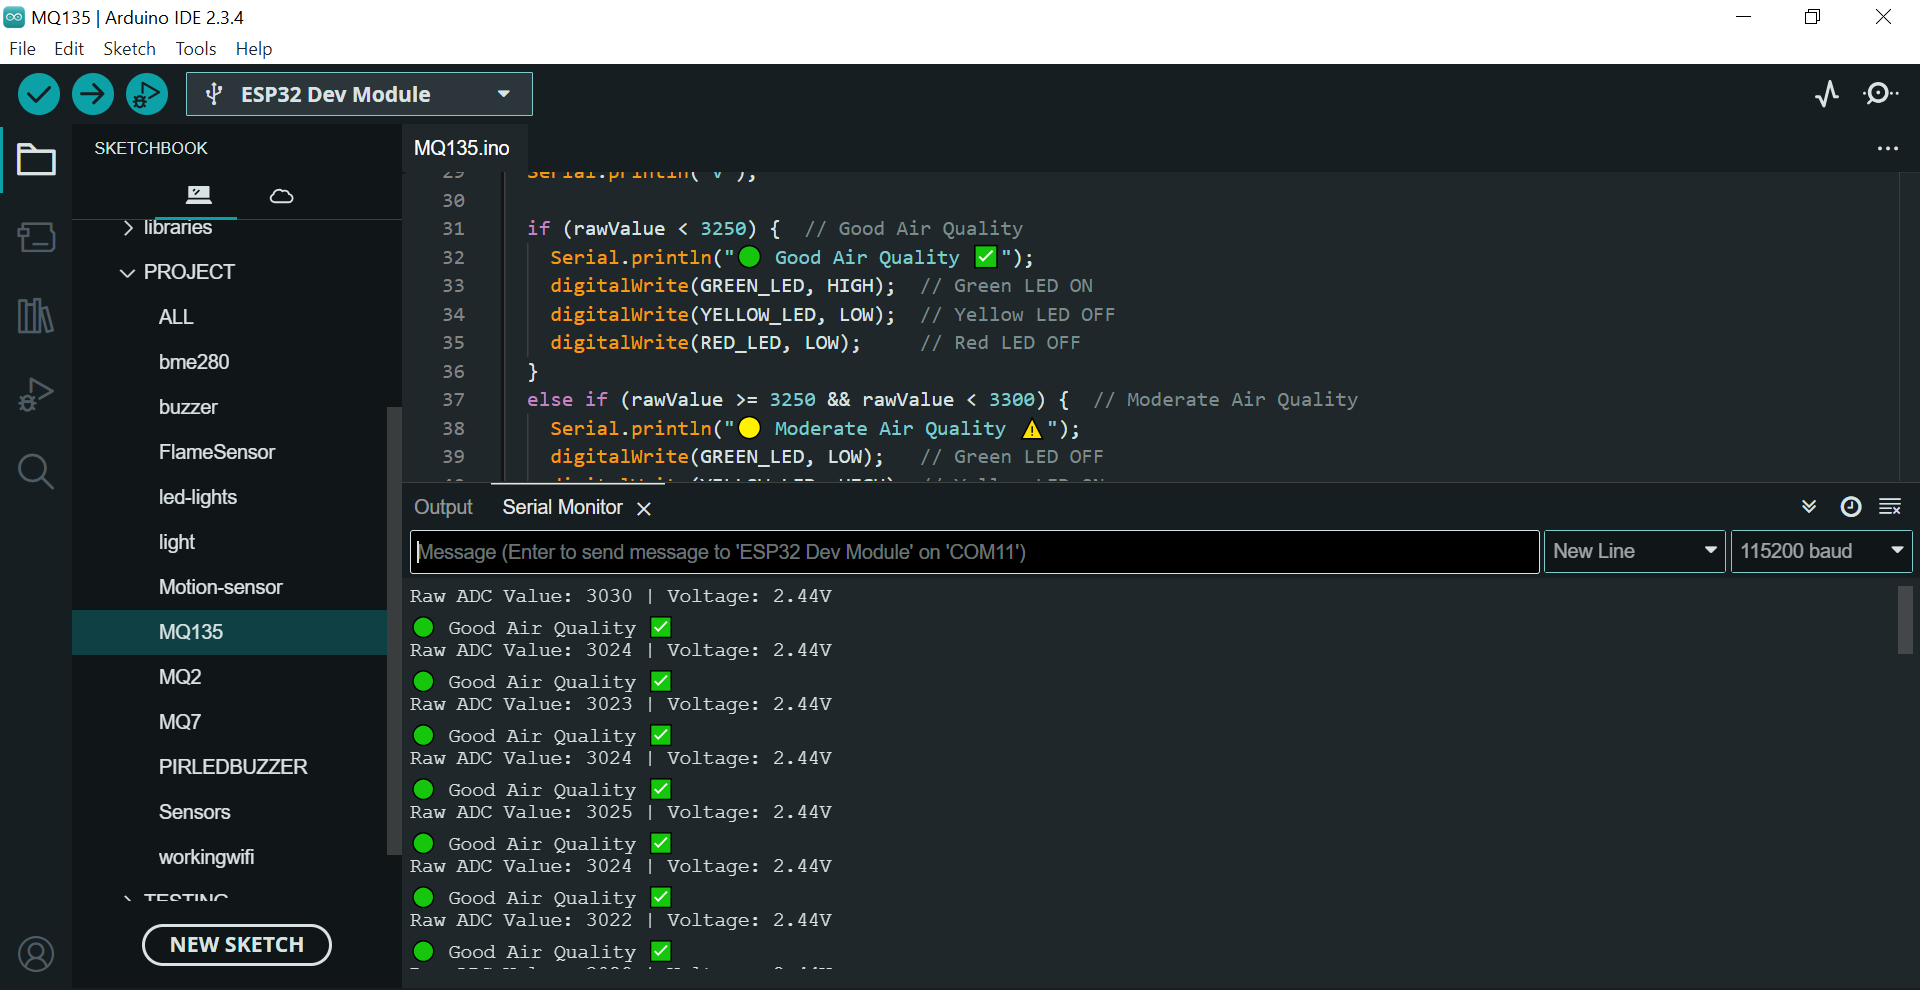 MQ135 | Arduino IDE 2.3.4
File Edit Sketch Tools Help
ESP32 Dev Module
SKETCHBOOK
libraries
PROJECT
ALL
bme280
buzzer
FlameSensor
led-lights
light
Motion-sensor
MQ135
MQ2
MQ7
PIRLEDBUZZER
Sensors
workingwifi
TESTING
NEW SKETCH
MQ135.ino
29 Serial.println(" V");
30
31 if (rawValue < 3250) { // Good Air Quality
32 Serial.println("🟢 Good Air Quality ✅");
33 digitalWrite(GREEN_LED, HIGH); // Green LED ON
34 digitalWrite(YELLOW_LED, LOW); // Yellow LED OFF
35 digitalWrite(RED_LED, LOW); // Red LED OFF
36 }
37 else if (rawValue >= 3250 && rawValue < 3300) { // Moderate Air Quality
38 Serial.println("🟡 Moderate Air Quality ⚠️");
39 digitalWrite(GREEN_LED, LOW); // Green LED OFF
Output Serial Monitor
Message (Enter to send message to 'ESP32 Dev Module' on 'COM11')
New Line
115200 baud
Raw ADC Value: 3030 | Voltage: 2.44V
🟢 Good Air Quality ✅
Raw ADC Value: 3024 | Voltage: 2.44V
🟢 Good Air Quality ✅
Raw ADC Value: 3023 | Voltage: 2.44V
🟢 Good Air Quality ✅
Raw ADC Value: 3024 | Voltage: 2.44V
🟢 Good Air Quality ✅
Raw ADC Value: 3025 | Voltage: 2.44V
🟢 Good Air Quality ✅
Raw ADC Value: 3024 | Voltage: 2.44V
🟢 Good Air Quality ✅
Raw ADC Value: 3022 | Voltage: 2.44V
🟢 Good Air Quality ✅